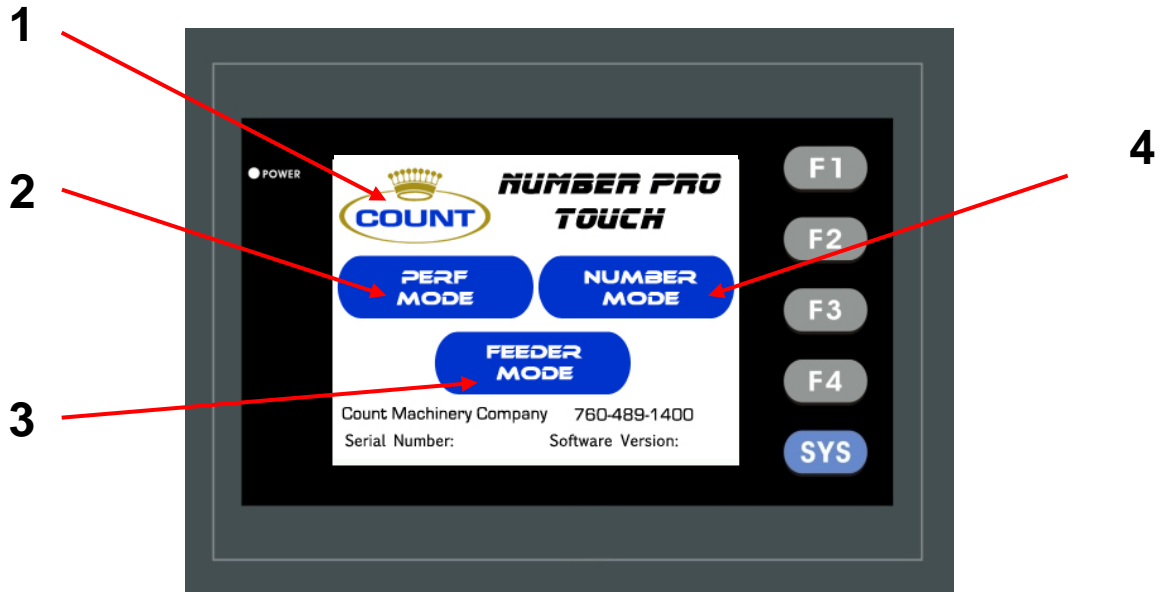 1
2
3
4
POWER
COUNT
NUMBER PRO
TOUCH
PERF
MODE
NUMBER
MODE
FEEDER
MODE
Count Machinery Company 760-489-1400
Serial Number: Software Version:
F1
F2
F3
F4
SYS